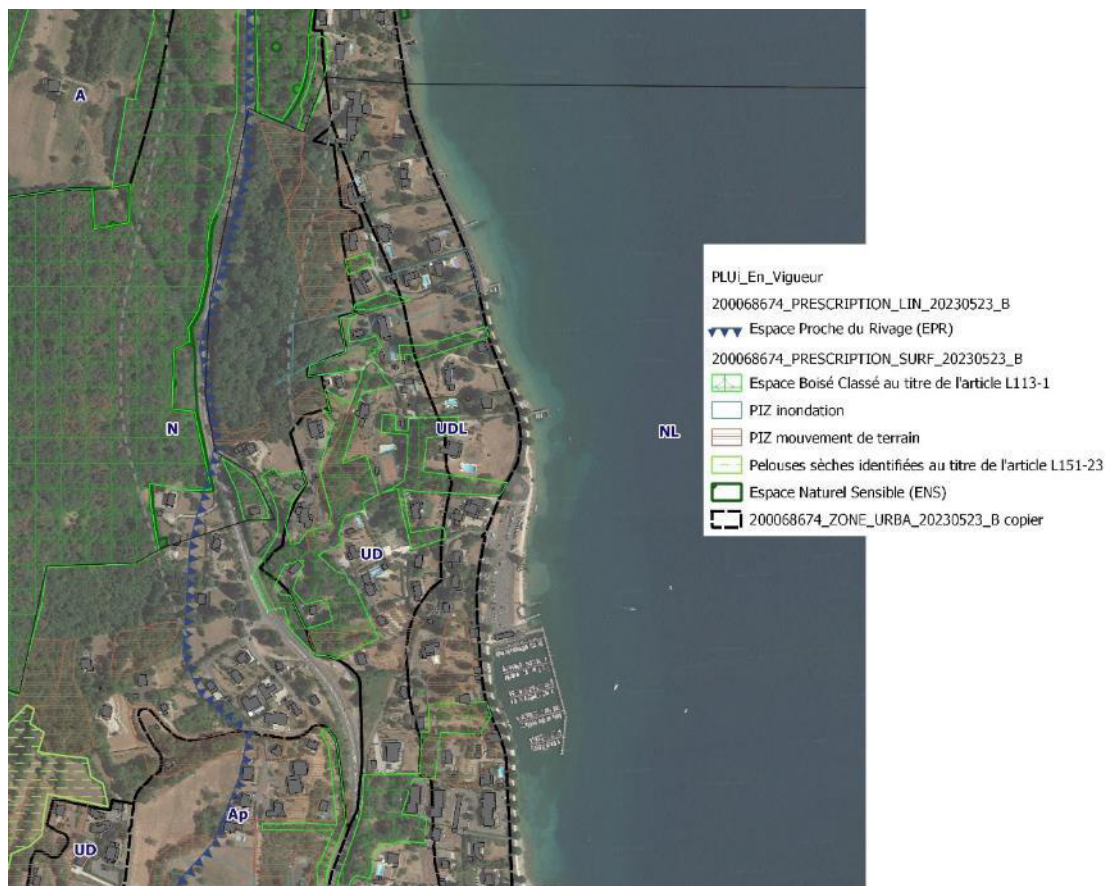 A
N
NL
UDL
UD
Ap
UD
PLUi_En_Vigueur
200068674_PRESCRIPTION_LIN_20230523_B
Espace Proche du Rivage (EPR)
200068674_PRESCRIPTION_SURF_20230523_B
Espace Boisé Classé au titre de l'article L113-1
PIZ inondation
PIZ mouvement de terrain
Pelouses sèches identifiées au titre de l'article L151-23
Espace Naturel Sensible (ENS)
200068674_ZONE_URBA_20230523_B copier